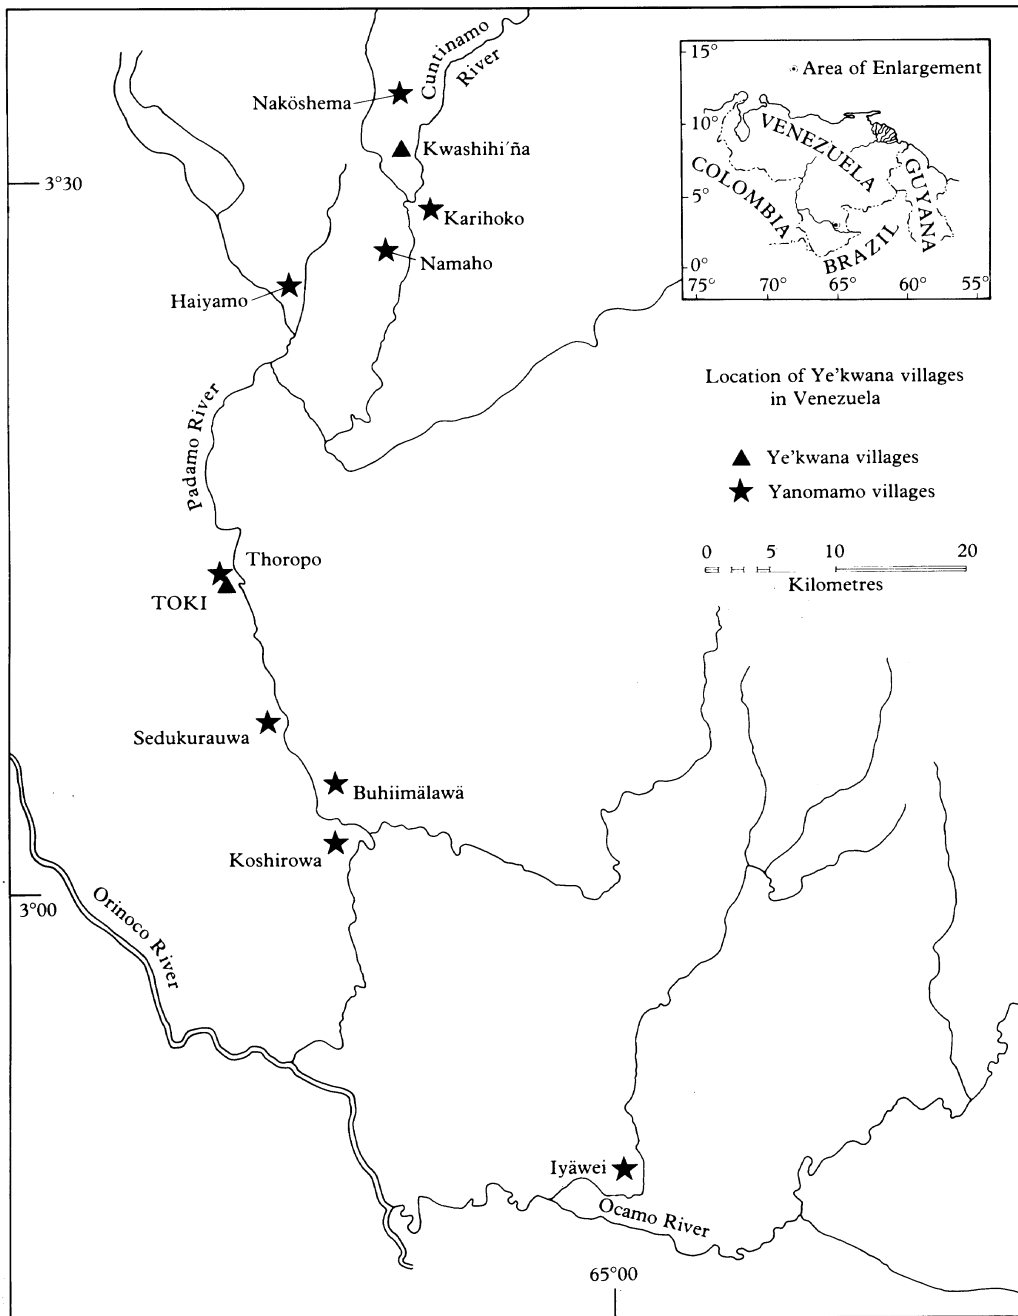 Cuntinamo
River
Naköshema
Kwashihi´ña
3°30
Karihoko
Namaho
Haiyamo
15°
Area of Enlargement
10°
VENEZUELA
COLOMBIA
GUYANA
5°
BRAZIL
0°
75° 70° 65° 60° 55°
Location of Ye'kwana villages
in Venezuela
Ye'kwana villages
Yanomamo villages
0 5 10 20
Kilometres
Padamo River
Thoropo
TOKI
Sedukurauwa
Buhiimälawä
Koshirowa
3°00
Orinoco River
Iyäwei
Ocamo River
65°00